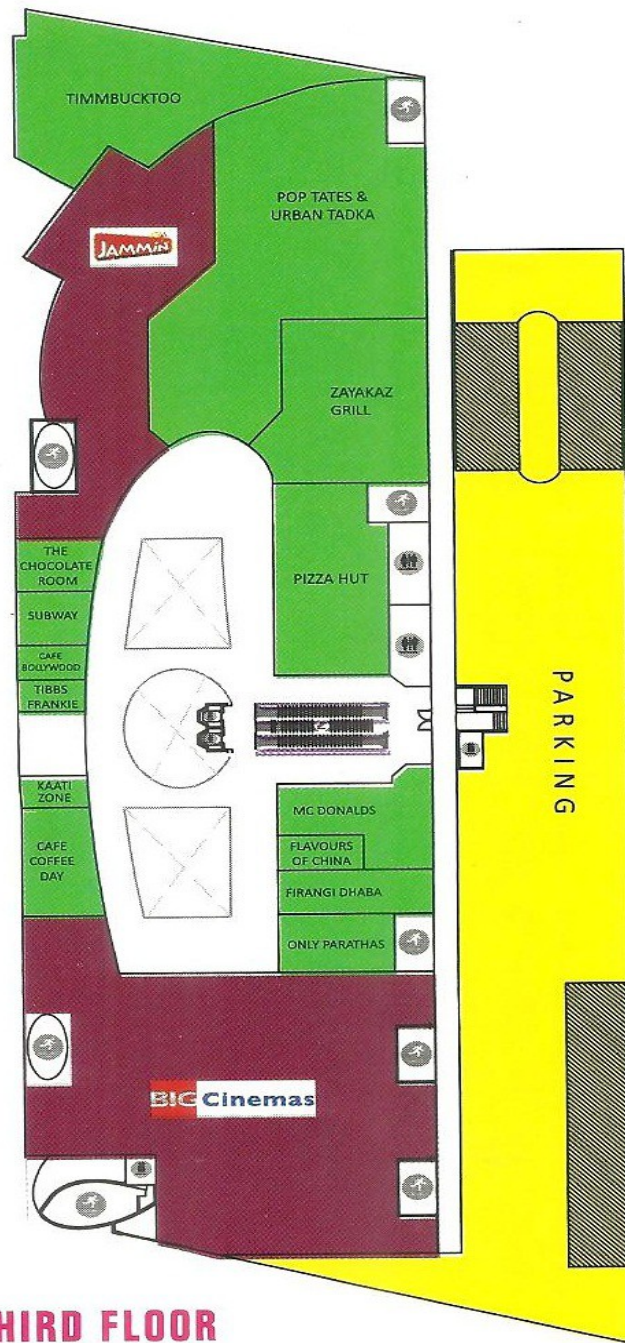 TIMMBUCKTOO
POP TATES &
URBAN TADKA
JAMMIN
ZAYAKAZ
GRILL
THE
CHOCOLATE
ROOM
PIZZA HUT
SUBWAY
CAFE
BOLLYWOOD
TIBBS
FRANKIE
PARKING
KAATI
ZONE
MC DONALDS
CAFE
COFFEE
DAY
FLAVOURS
OF CHINA
FIRANGI DHABA
ONLY PARATHAS
BIG Cinemas
HIRD FLOOR